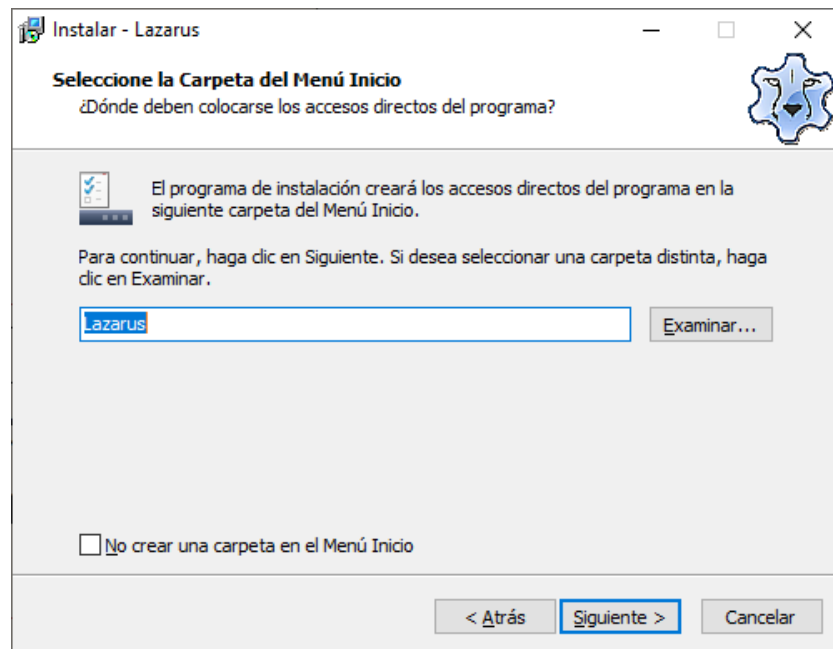 Instalar - Lazarus
Seleccione la Carpeta del Menú Inicio
¿Dónde deben colocarse los accesos directos del programa?
El programa de instalación creará los accesos directos del programa en la
siguiente carpeta del Menú Inicio.
Para continuar, haga clic en Siguiente. Si desea seleccionar una carpeta distinta, haga
clic en Examinar.
Lazarus
Examinar...
No crear una carpeta en el Menú Inicio
< Atrás
Siguiente >
Cancelar